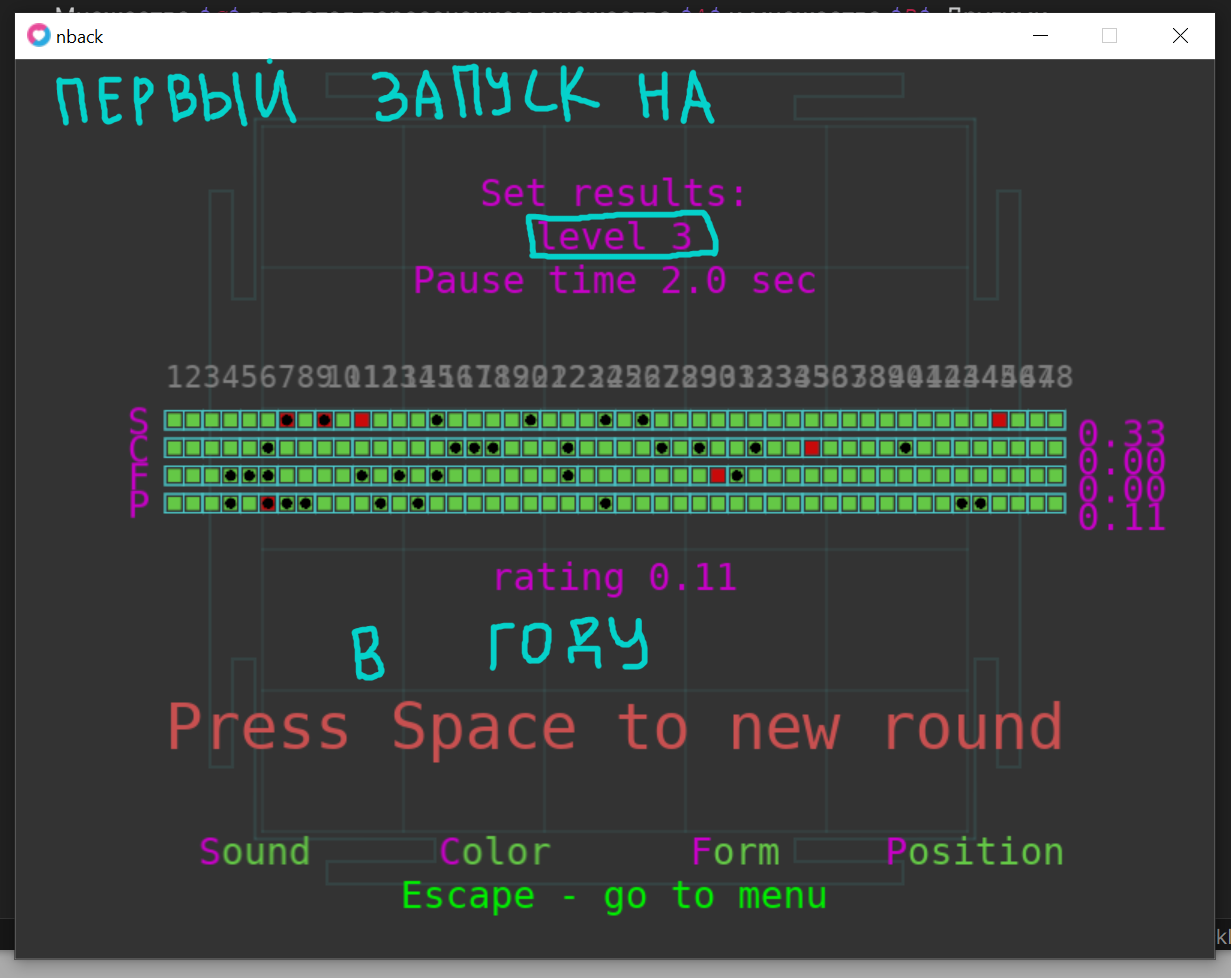 nback
ПЕРВЫЙ ЗАПУСК НА
Set results:
level 3
Pause time 2.0 sec
S
0.33
C
0.00
F
0.00
P
0.11
rating 0.11
В ГОДУ
Press Space to new round
Sound Color Form Position
Escape - go to menu